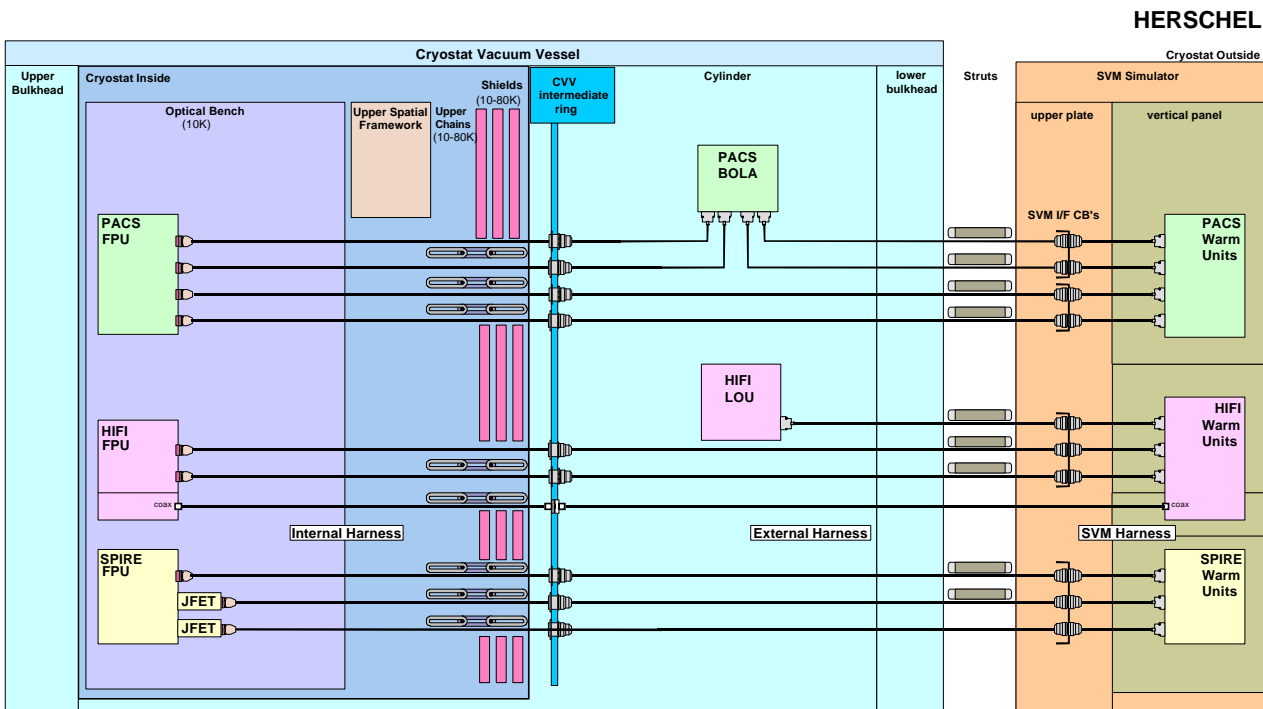 HERSCHEL
Cryostat Vacuum Vessel
Cryostat Outside
Upper
Bulkhead
Cryostat Inside
Shields
(10-80K)
CVV
intermediate
ring
Cylinder
lower
bulkhead
Struts
SVM Simulator
Optical Bench
(10K)
Upper Spatial
Framework
Upper
Chains
(10-80K)
upper plate
vertical panel
PACS
BOLA
SVM I/F CB's
PACS
FPU
PACS
Warm
Units
HIFI
LOU
HIFI
FPU
HIFI
Warm
Units
coax
coax
Internal Harness
External Harness
SVM Harness
SPIRE
FPU
SPIRE
Warm
Units
JFET
JFET